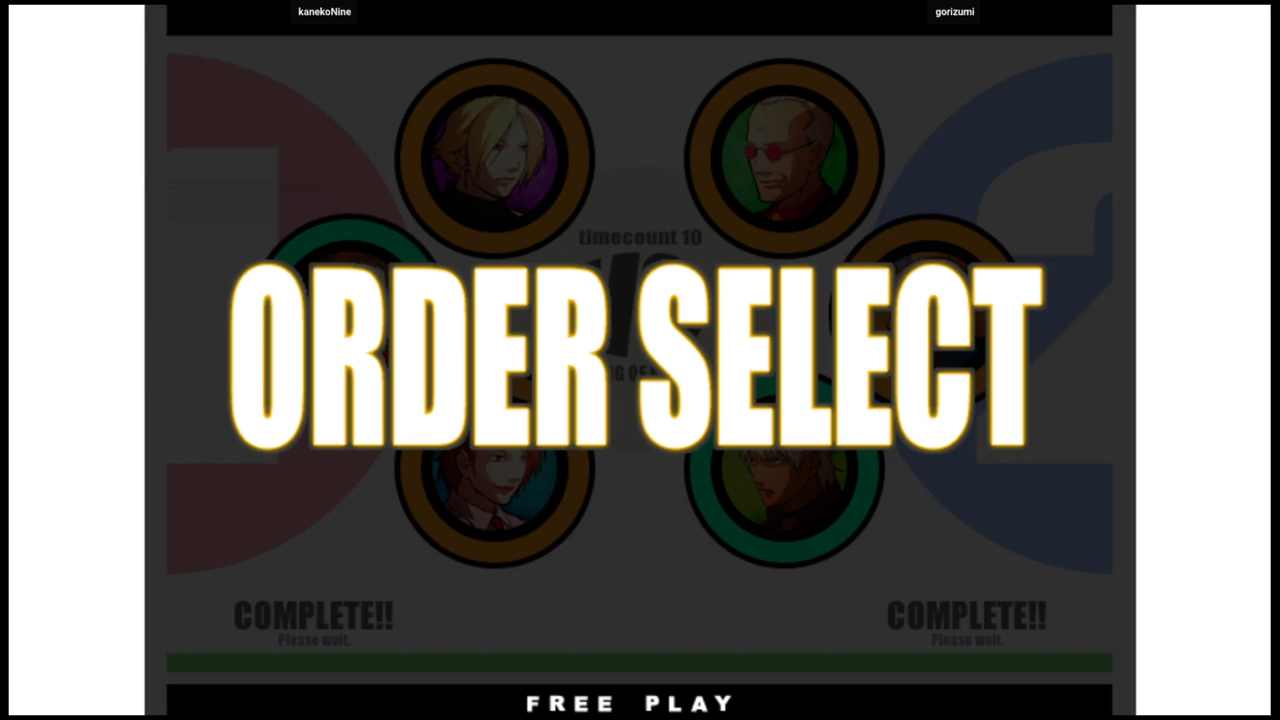 kanekoNine
gorizumi
timecount 10
ORDER SELECT
COMPLETE!!
Please wait.
COMPLETE!!
Please wait.
FREE PLAY